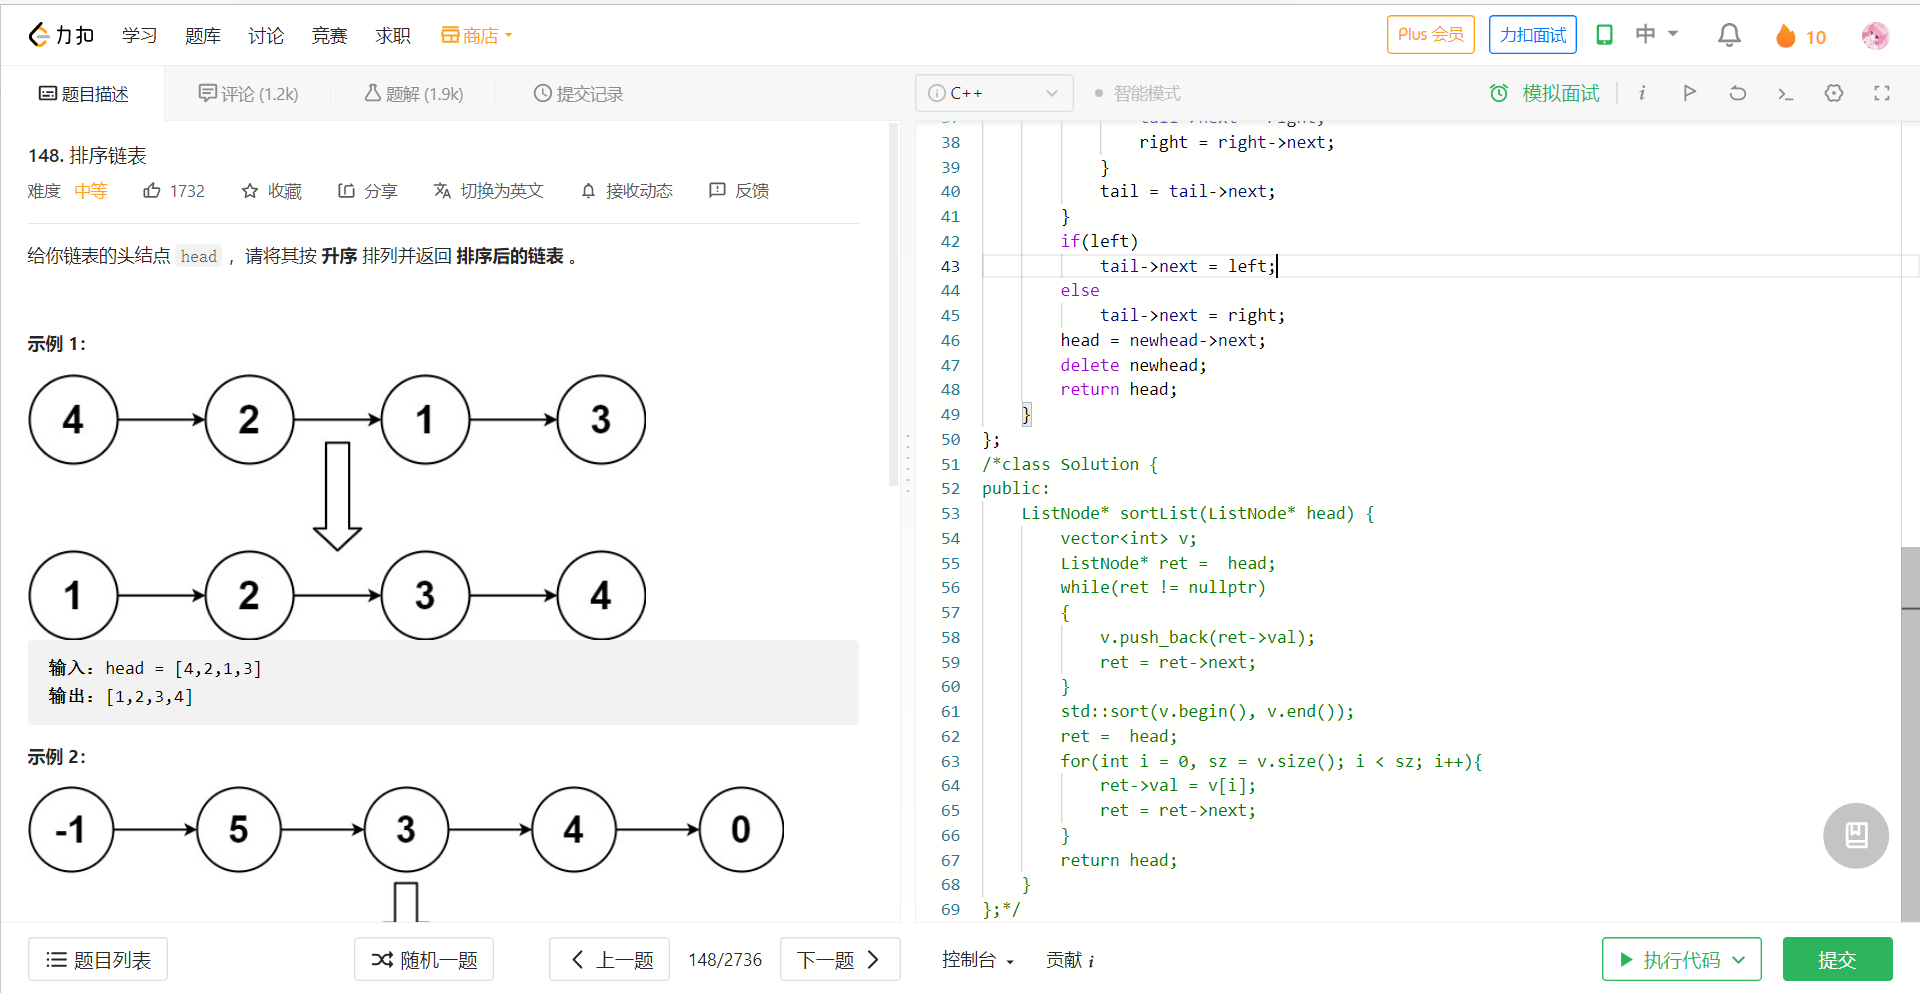 力扣 学习 题库 讨论 竞赛 求职 商店
Plus 会员 力扣面试 中 10
题目描述 评论 (1.2k) 题解 (1.9k) 提交记录
i C++ 智能模式 模拟面试 i
148. 排序链表
难度 中等 1732 收藏 分享 切换为英文 接收动态 反馈
给你链表的头结点 head ，请将其按 升序 排列并返回 排序后的链表 。
示例 1：
4 2 1 3
1 2 3 4
输入：head = [4,2,1,3]
输出：[1,2,3,4]
示例 2：
-1 5 3 4 0
37 tail->next = right;
38 right = right->next;
39 }
40 tail = tail->next;
41 }
42 if(left)
43 tail->next = left;
44 else
45 tail->next = right;
46 head = newhead->next;
47 delete newhead;
48 return head;
49 }
50 };
51 /*class Solution {
52 public:
53 ListNode* sortList(ListNode* head) {
54 vector<int> v;
55 ListNode* ret =  head;
56 while(ret != nullptr)
57 {
58 v.push_back(ret->val);
59 ret = ret->next;
60 }
61 std::sort(v.begin(), v.end());
62 ret =  head;
63 for(int i = 0, sz = v.size(); i < sz; i++){
64 ret->val = v[i];
65 ret = ret->next;
66 }
67 return head;
68 }
69 };*/
题目列表 随机一题 上一题 148/2736 下一题 控制台 贡献 i 执行代码 提交